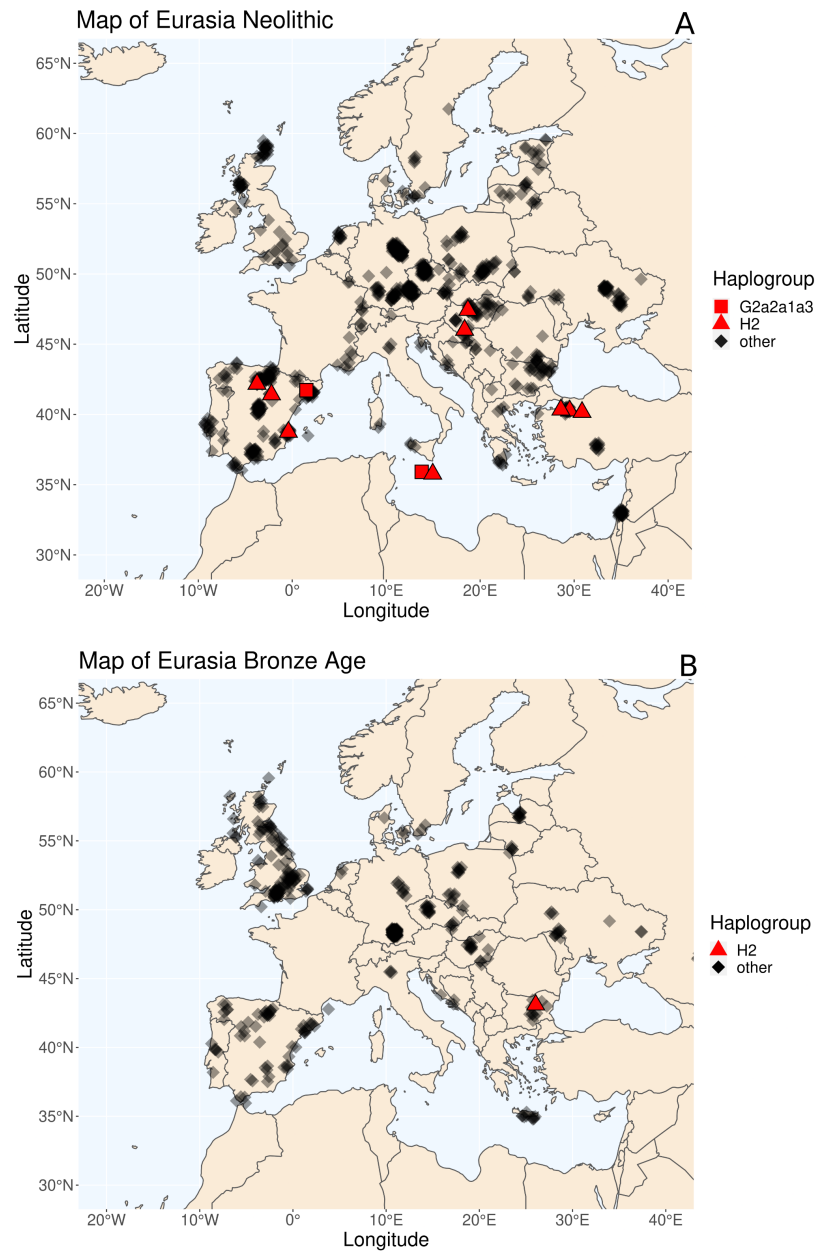 Map of Eurasia Neolithic
A
65°N
60°N
55°N
50°N
45°N
40°N
35°N
30°N
Latitude
20°W 10°W 0° 10°E 20°E 30°E 40°E
Longitude
Haplogroup
G2a2a1a3
H2
other
Map of Eurasia Bronze Age
B
65°N
60°N
55°N
50°N
45°N
40°N
35°N
30°N
Latitude
20°W 10°W 0° 10°E 20°E 30°E 40°E
Longitude
Haplogroup
H2
other